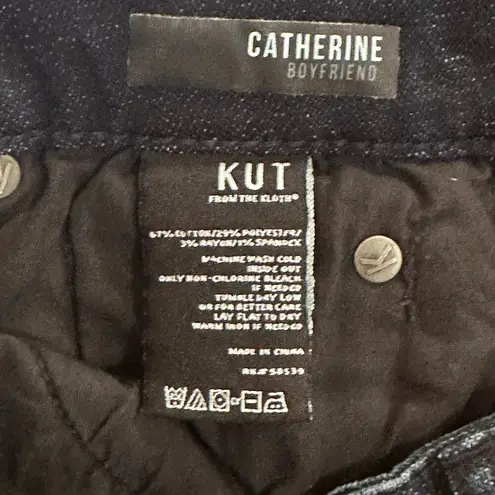 CATHERINE
BOYFRIEND
KUT
FROM THE KLOTH®
67% COTTON/29% POLYESTER/
3% RAYON/1% SPANDEX
MACHINE WASH COLD
INSIDE OUT
ONLY NON-CHLORINE BLEACH
IF NEEDED
TUMBLE DRY LOW
OR FOR BETTER CARE
LAY FLAT TO DRY
WARM IRON IF NEEDED
MADE IN CHINA
RN# 58539
or